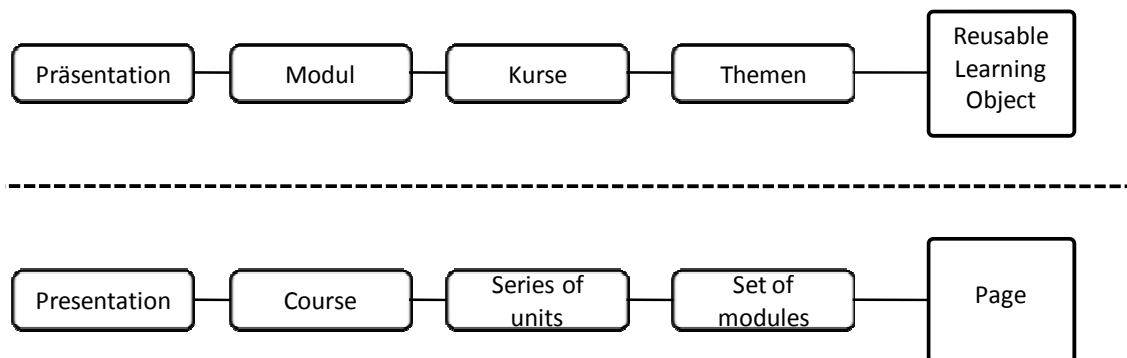 Präsentation
Modul
Kurse
Themen
Reusable
Learning
Object
Presentation
Course
Series of
units
Set of
modules
Page